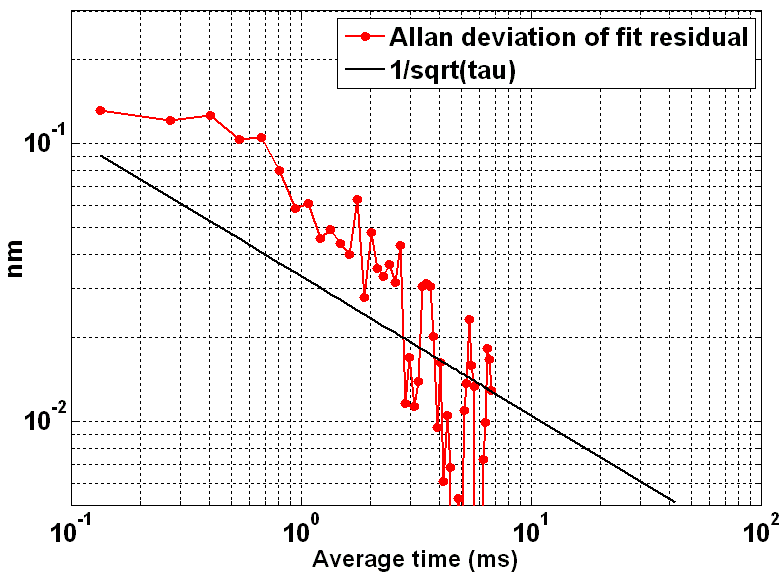 Allan deviation of fit residual
1/sqrt(tau)
10^-1
nm
10^-2
10^-1 10^0 10^1 10^2
Average time (ms)